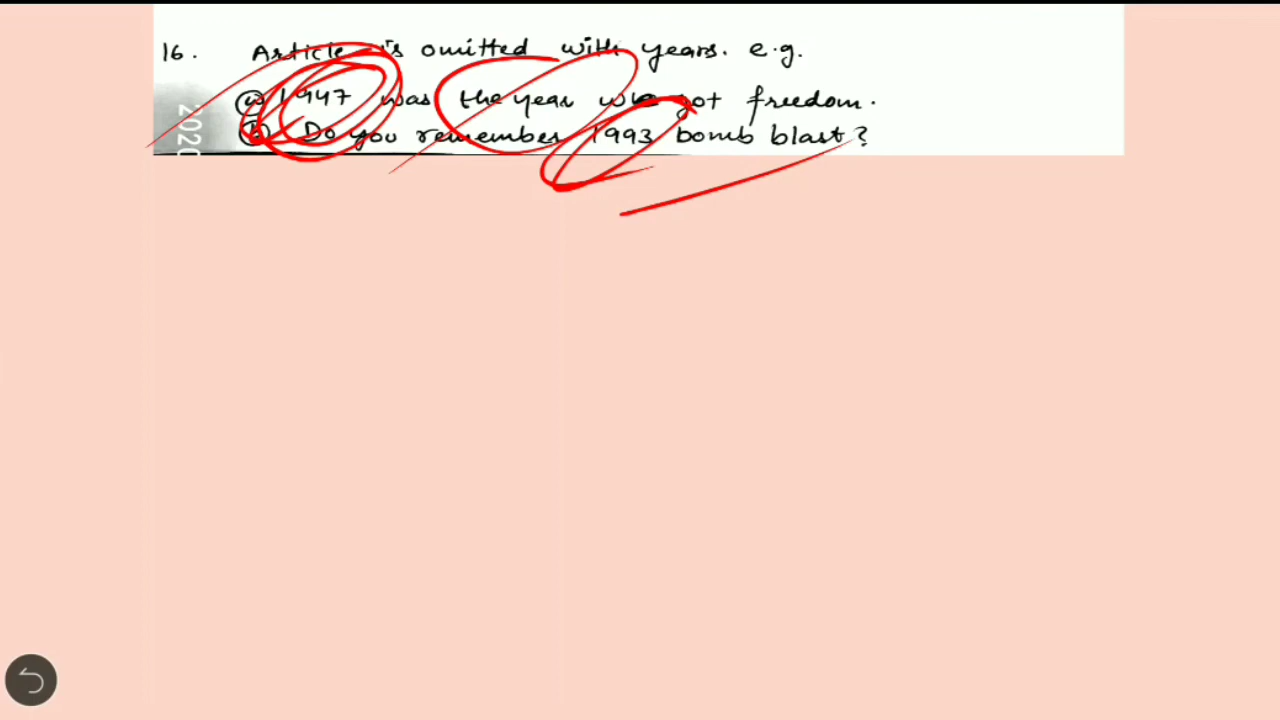 16. Article is omitted with years. e.g.
(a) 1947 was the year we got freedom.
(b) Do you remember 1993 bomb blast?
2020